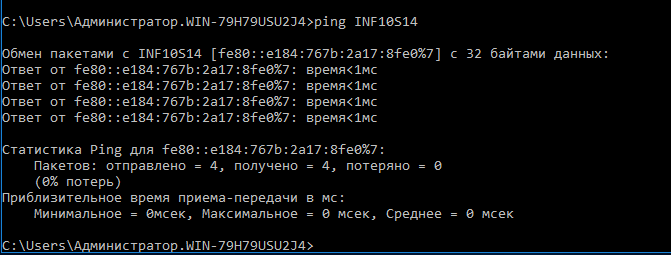 C:\Users\Администратор.WIN-79H79USU2J4>ping INF10S14
Обмен пакетами с INF10S14 [fe80::e184:767b:2a17:8fe0%7] с 32 байтами данных:
Ответ от fe80::e184:767b:2a17:8fe0%7: время<1мс
Ответ от fe80::e184:767b:2a17:8fe0%7: время<1мс
Ответ от fe80::e184:767b:2a17:8fe0%7: время<1мс
Ответ от fe80::e184:767b:2a17:8fe0%7: время<1мс
Статистика Ping для fe80::e184:767b:2a17:8fe0%7:
Пакетов: отправлено = 4, получено = 4, потеряно = 0
(0% потерь)
Приблизительное время приема-передачи в мс:
Минимальное = 0мсек, Максимальное = 0 мсек, Среднее = 0 мсек
C:\Users\Администратор.WIN-79H79USU2J4>